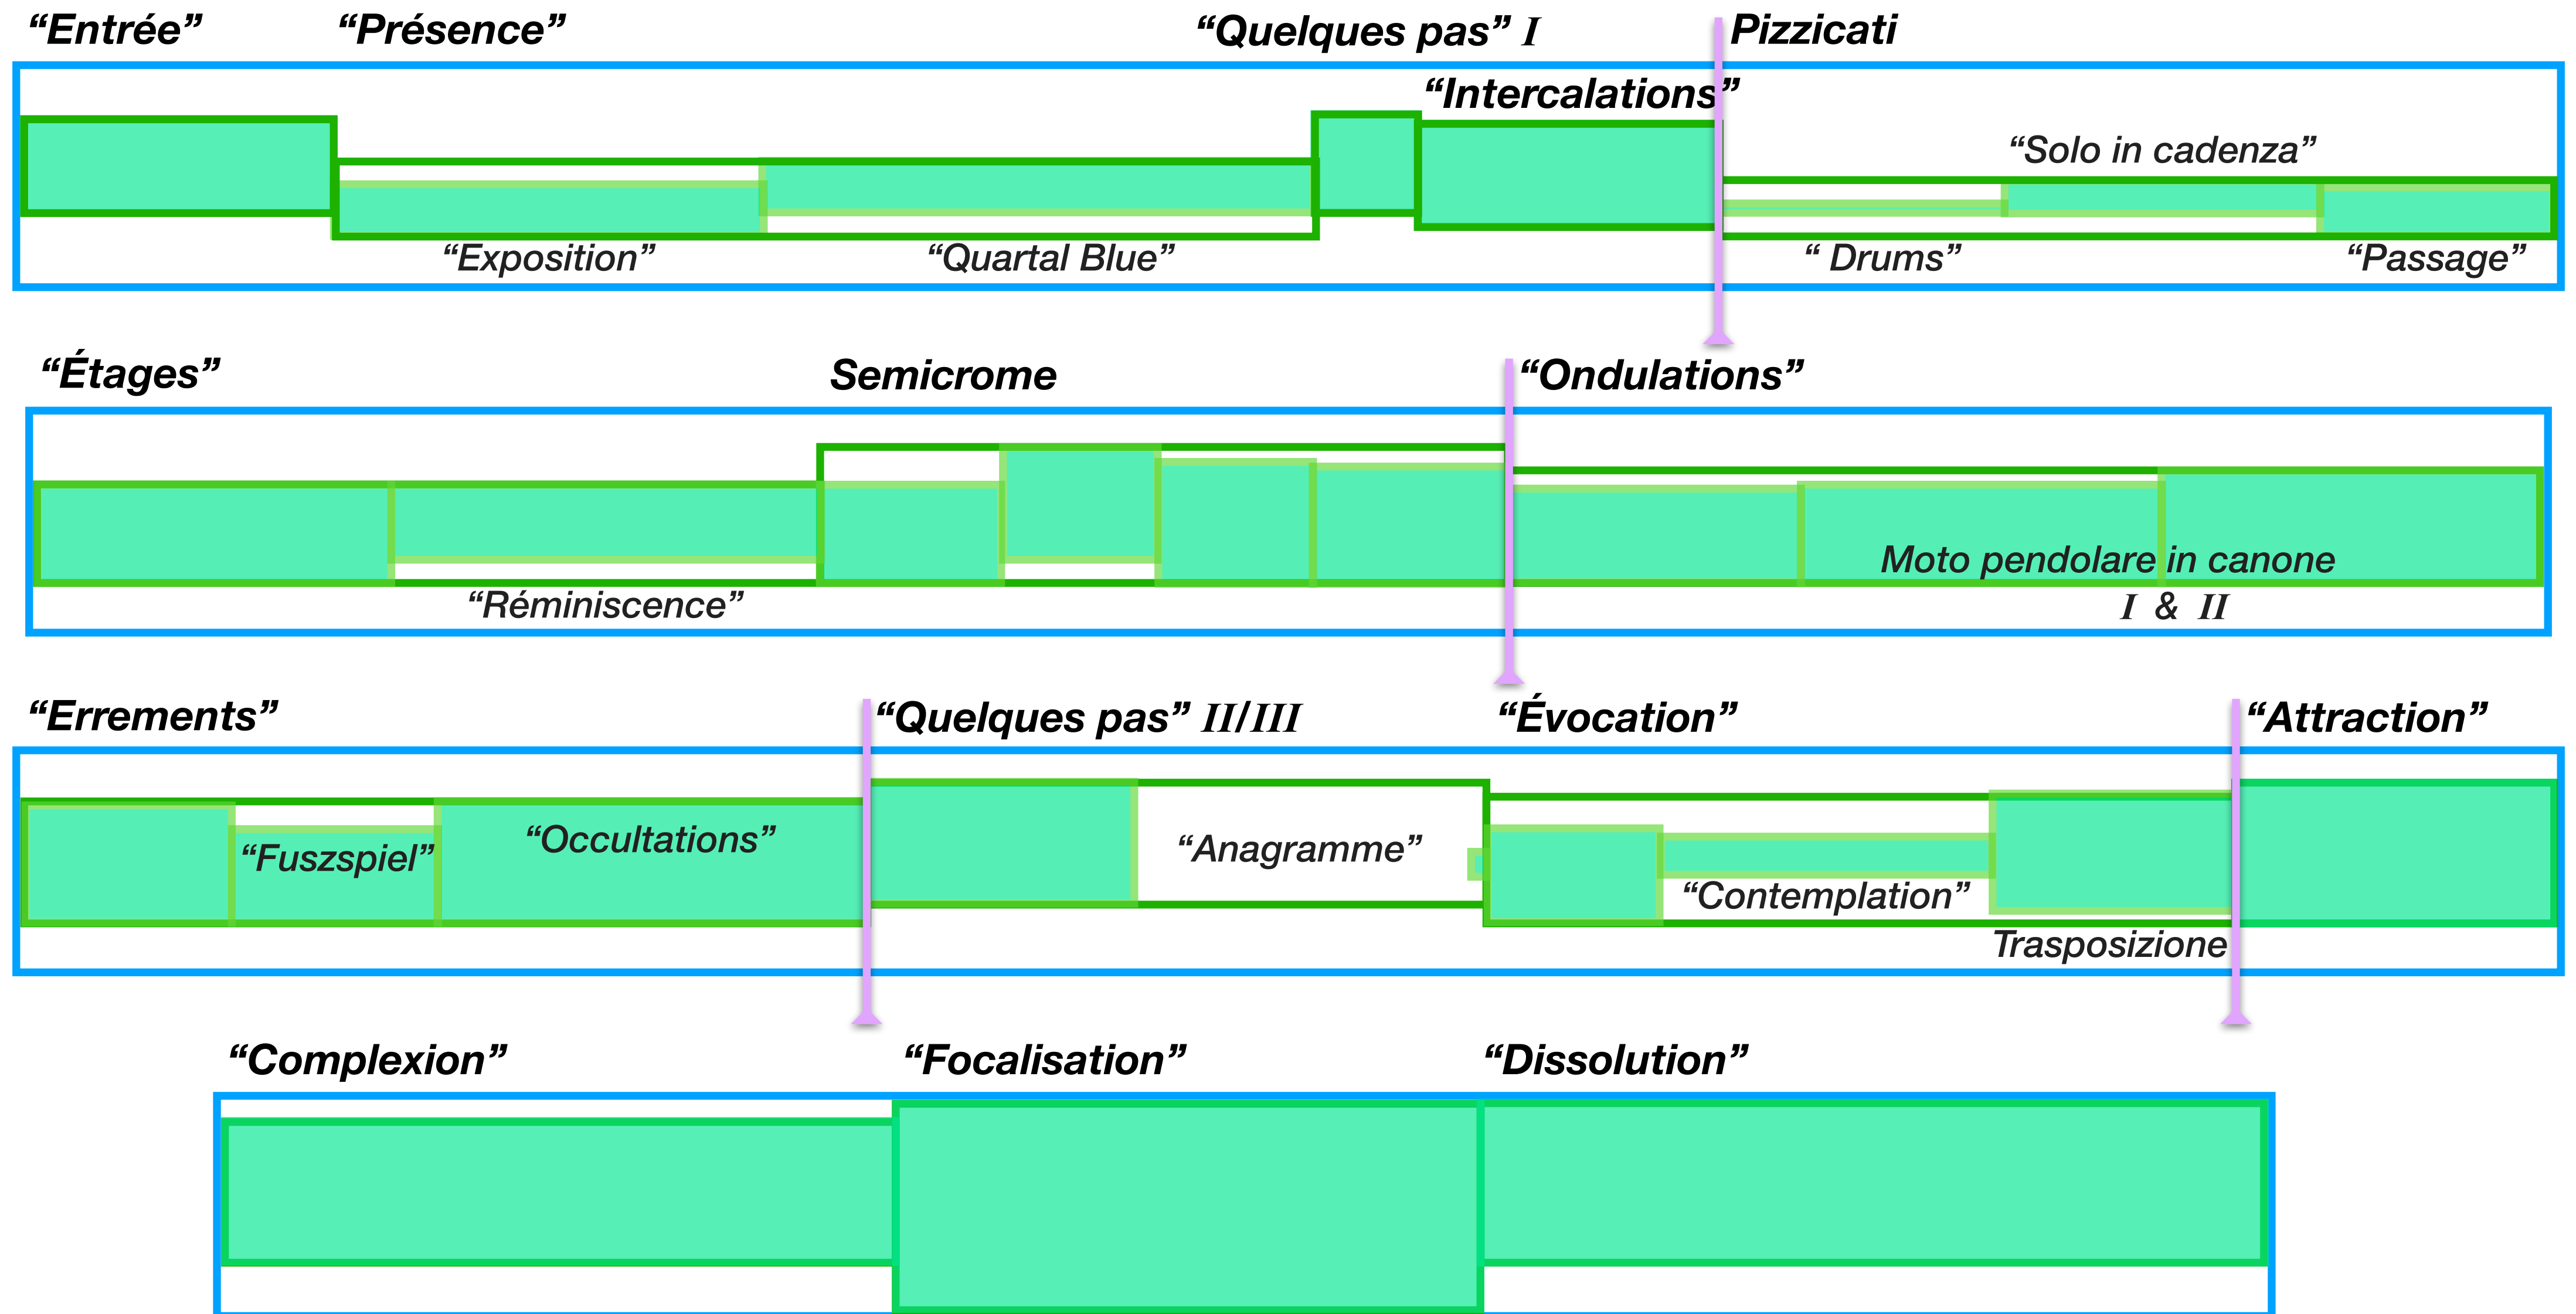 “Entrée”
“Présence”
“Quelques pas” I
Pizzicati
“Intercalations”
“Solo in cadenza”
“Exposition”
“Quartal Blue”
“ Drums”
“Passage”
“Étages”
Semicrome
“Ondulations”
Moto pendolare in canone
“Réminiscence”
I & II
“Errements”
“Quelques pas” II/III
“Évocation”
“Attraction”
“Fuszspiel”
“Occultations”
“Anagramme”
“Contemplation”
Trasposizione
“Complexion”
“Focalisation”
“Dissolution”